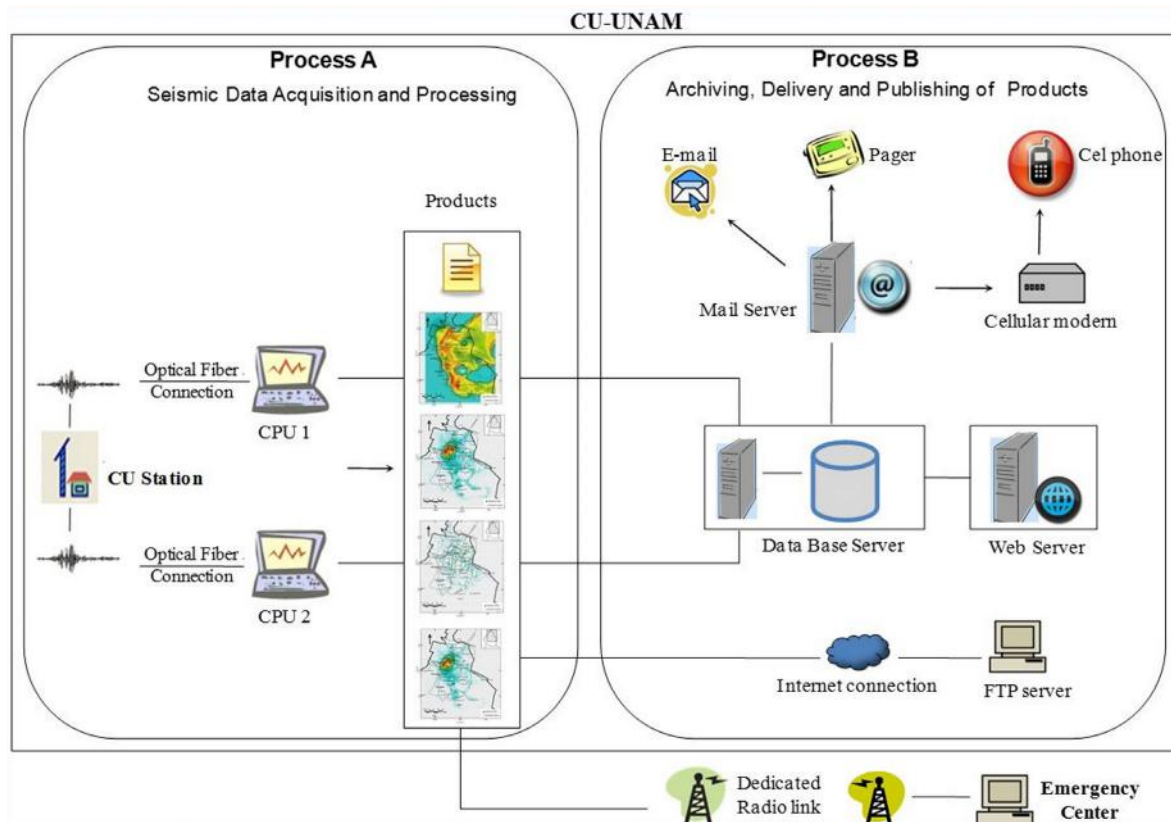 CU-UNAM
Process A
Seismic Data Acquisition and Processing
Products
Optical Fiber
Connection
CPU 1
CU Station
Optical Fiber
Connection
CPU 2
Process B
Archiving, Delivery and Publishing of Products
E-mail
Pager
Cel phone
Mail Server
@
Cellular modem
Data Base Server
Web Server
Internet connection
FTP server
Dedicated
Radio link
Emergency
Center